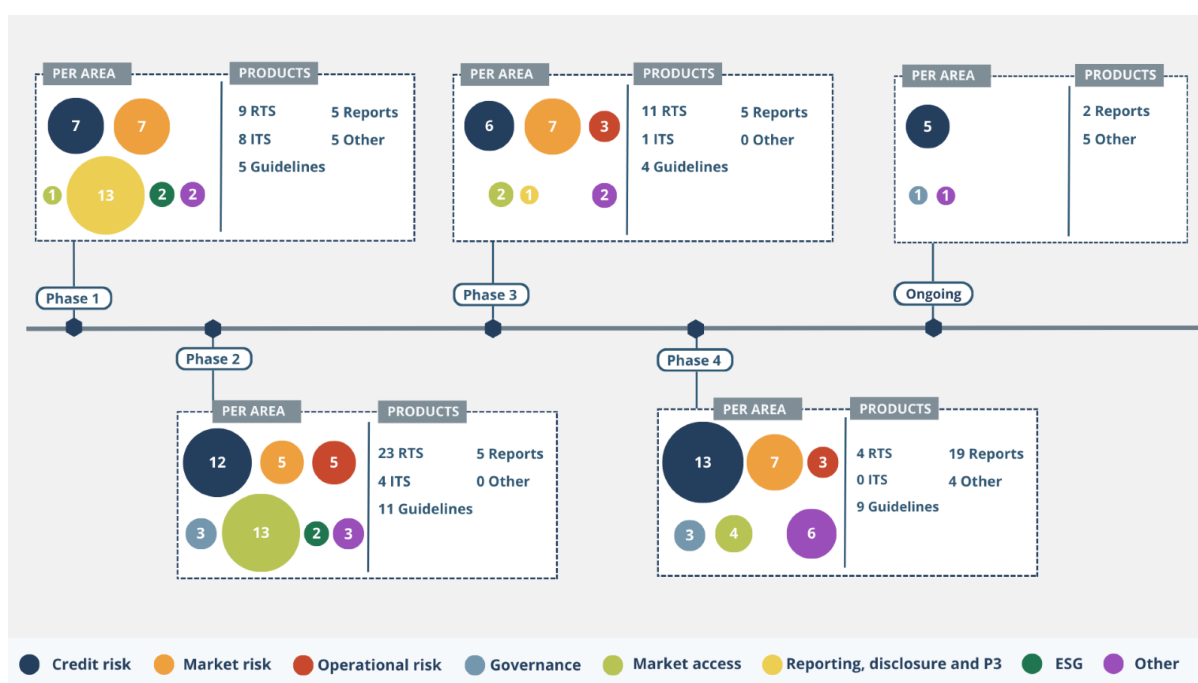 PER AREA
PRODUCTS
7
7
1
13
2
2
9 RTS
5 Reports
8 ITS
5 Other
5 Guidelines
Phase 1
PER AREA
PRODUCTS
6
7
3
2
1
2
11 RTS
5 Reports
1 ITS
0 Other
4 Guidelines
Phase 3
PER AREA
PRODUCTS
5
1
1
2 Reports
5 Other
Ongoing
Phase 2
PER AREA
PRODUCTS
12
5
5
3
13
2
3
23 RTS
5 Reports
4 ITS
0 Other
11 Guidelines
Phase 4
PER AREA
PRODUCTS
13
7
3
3
4
6
4 RTS
19 Reports
0 ITS
4 Other
9 Guidelines
Credit risk
Market risk
Operational risk
Governance
Market access
Reporting, disclosure and P3
ESG
Other